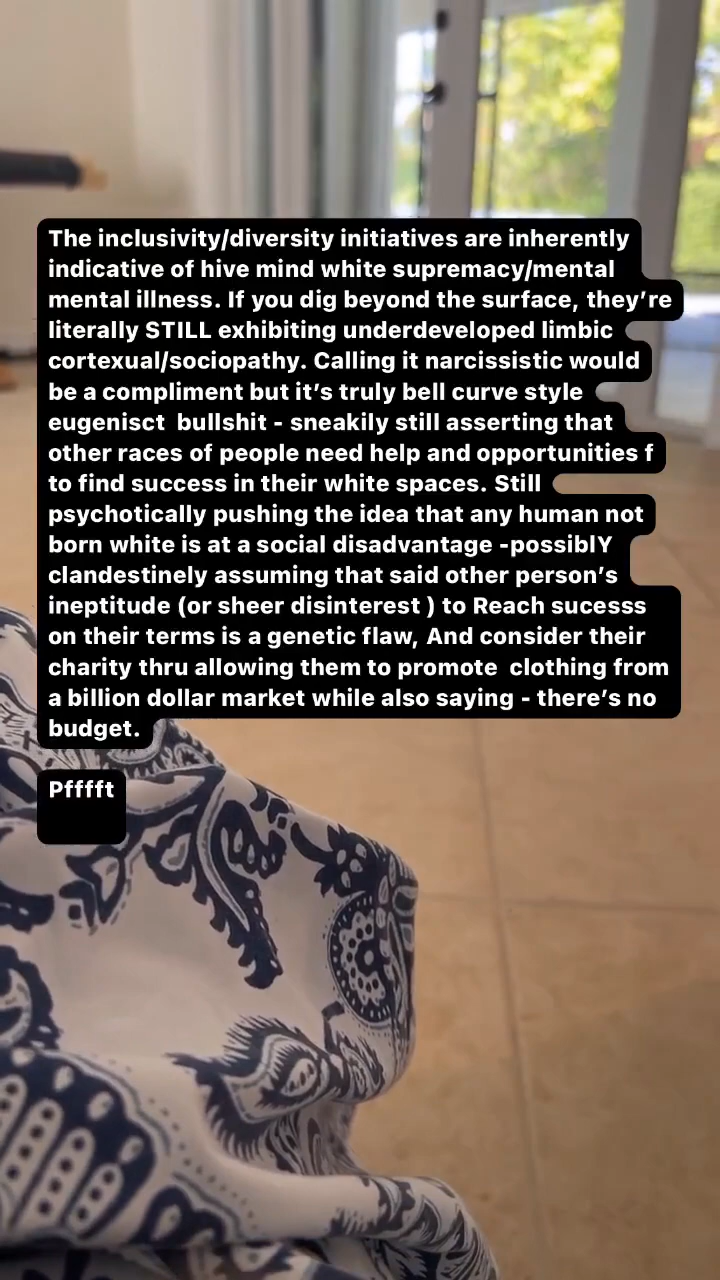 The inclusivity/diversity initiatives are inherently
indicative of hive mind white supremacy/mental
mental illness. If you dig beyond the surface, they’re
literally STILL exhibiting underdeveloped limbic
cortexual/sociopathy. Calling it narcissistic would
be a compliment but it’s truly bell curve style
eugenisct  bullshit - sneakily still asserting that
other races of people need help and opportunities f
to find success in their white spaces. Still
psychotically pushing the idea that any human not
born white is at a social disadvantage -possiblY
clandestinely assuming that said other person’s
ineptitude (or sheer disinterest ) to Reach sucesss
on their terms is a genetic flaw, And consider their
charity thru allowing them to promote  clothing from
a billion dollar market while also saying - there’s no
budget.
Pfffft